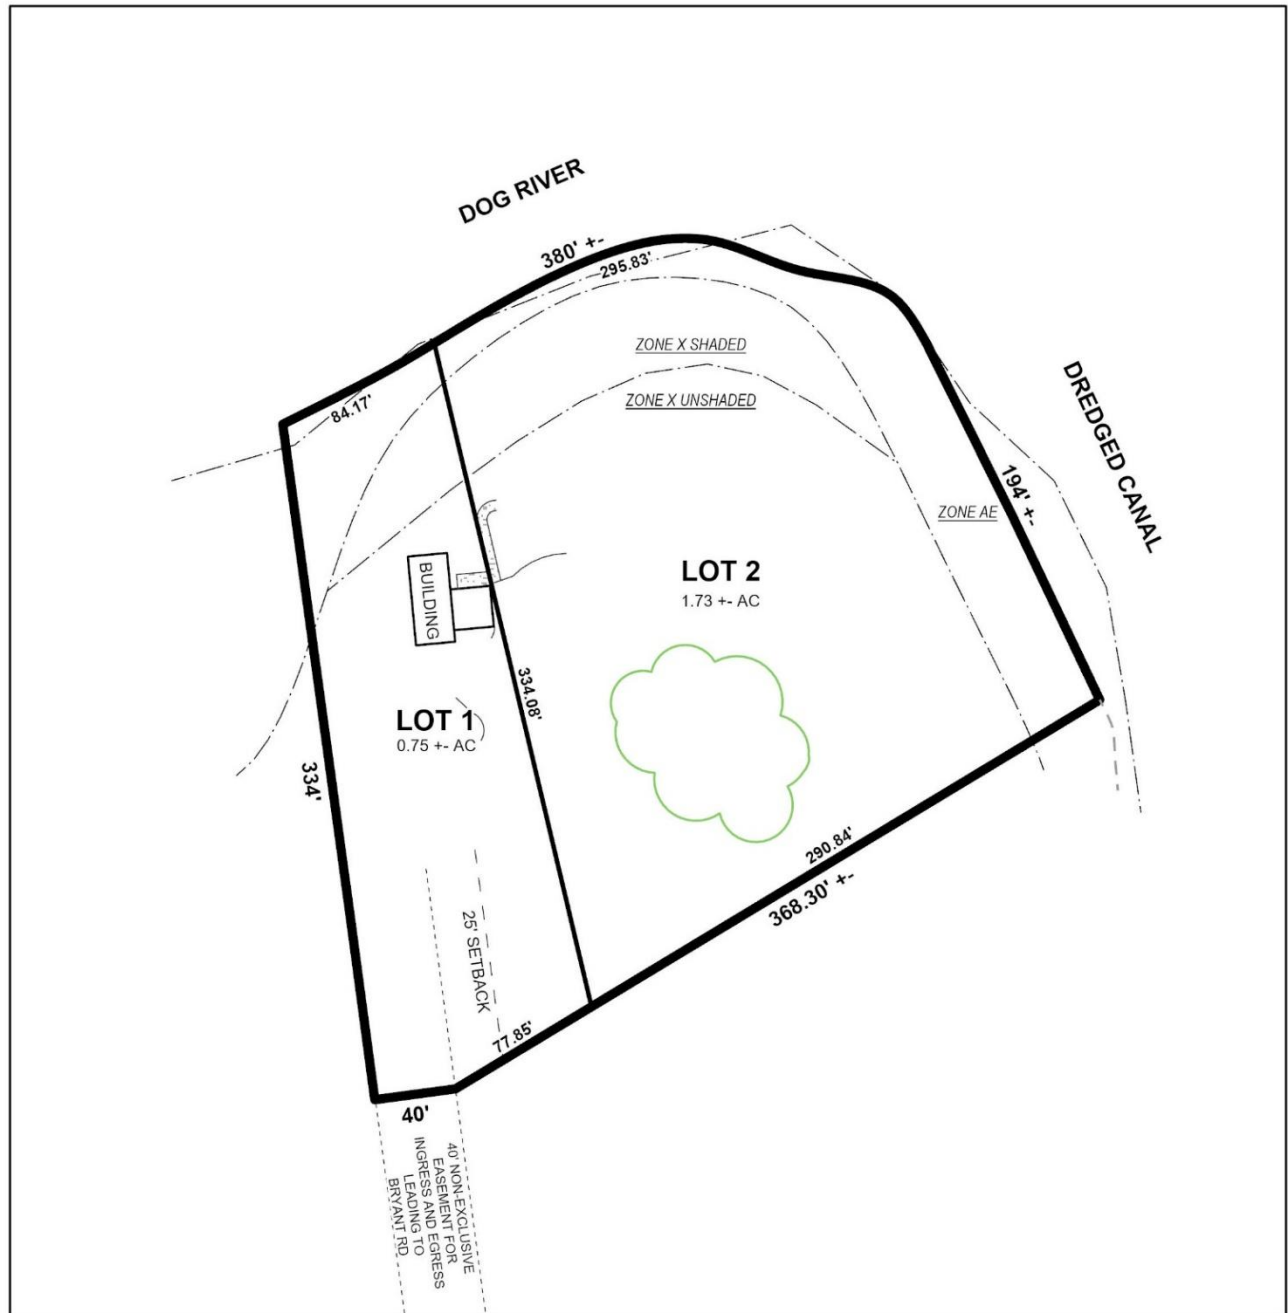 DOG RIVER
380' +-
295.83'
84.17'
ZONE X SHADED
ZONE X UNSHADED
DREDGED CANAL
194' +-
ZONE AE
BUILDING
LOT 2
1.73 +- AC
334.08'
LOT 1
0.75 +- AC
334'
290.84'
368.30' +-
25' SETBACK
77.85'
40'
40' NON-EXCLUSIVE
EASEMENT FOR
INGRESS AND EGRESS
LEADING TO
BRYANT RD